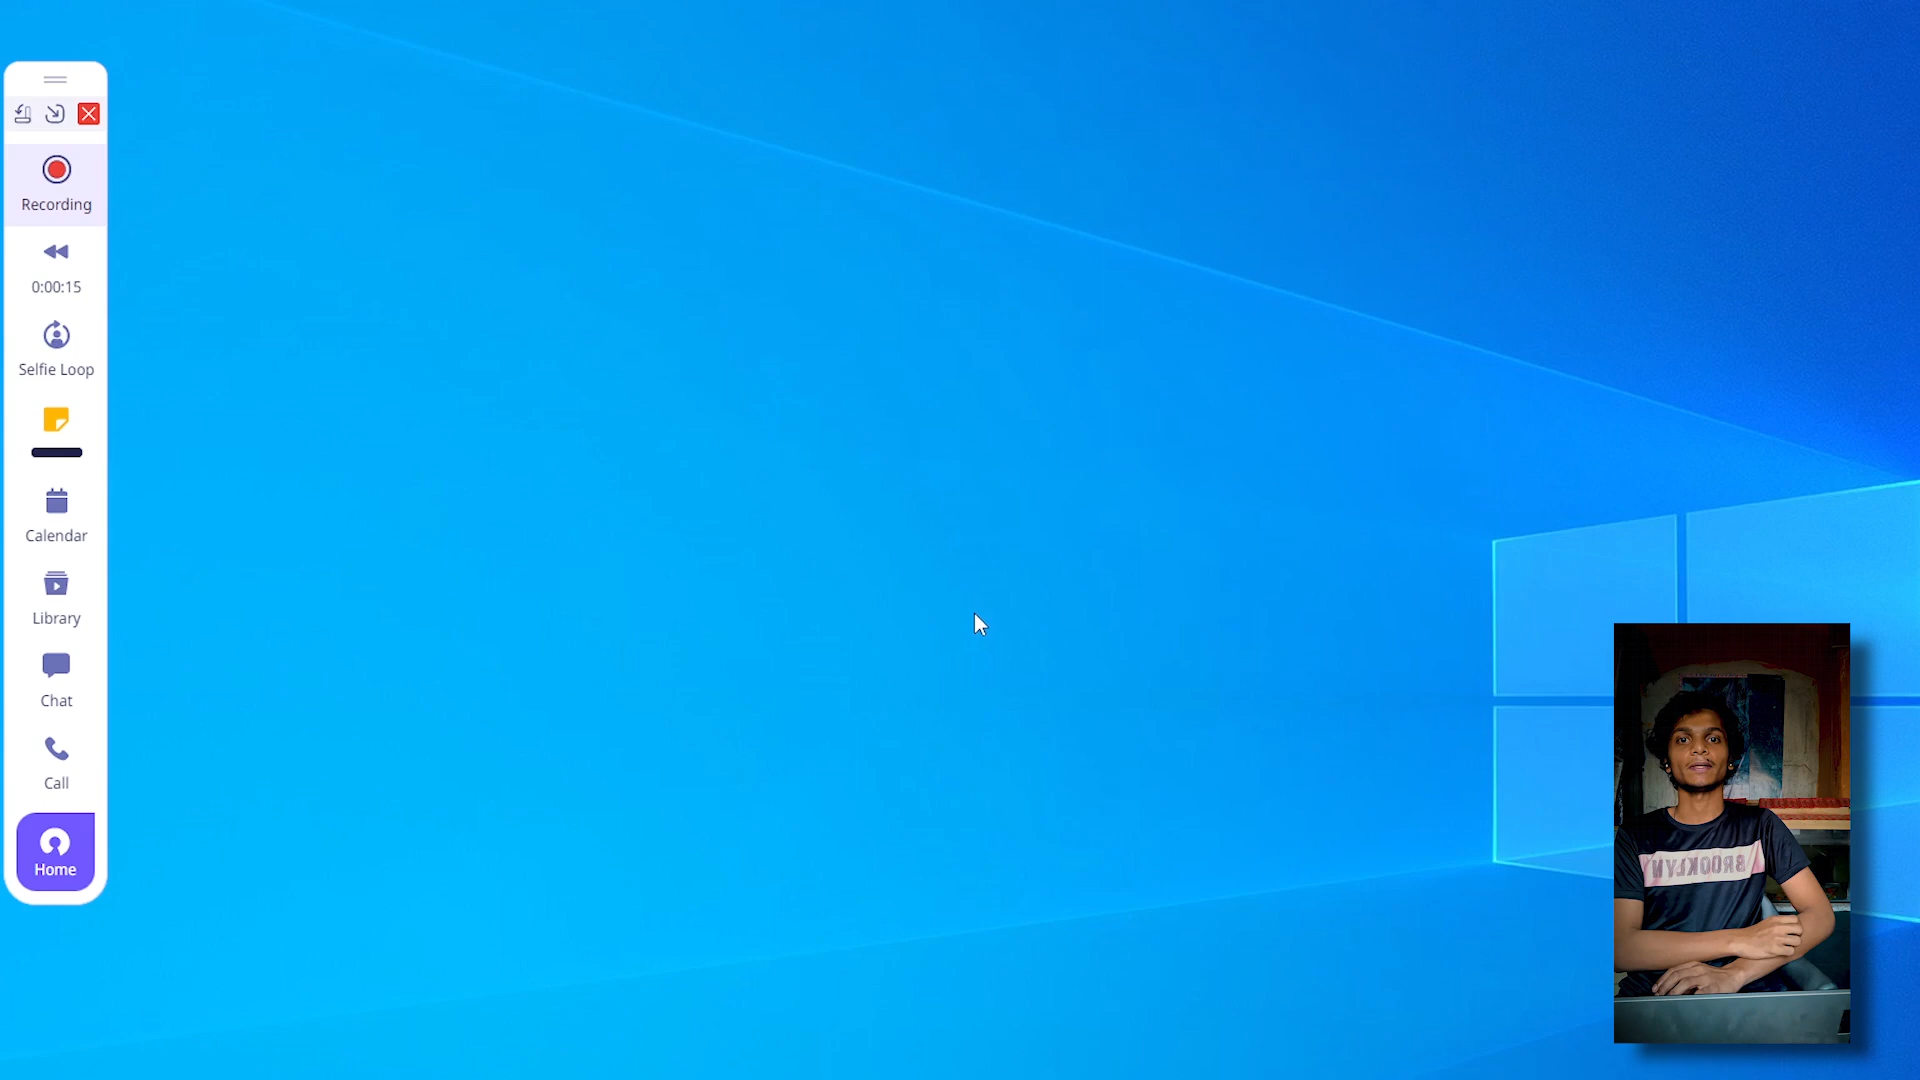 Recording
0:00:15
Selfie Loop
Calendar
Library
Chat
Call
Home
BROOKLYN